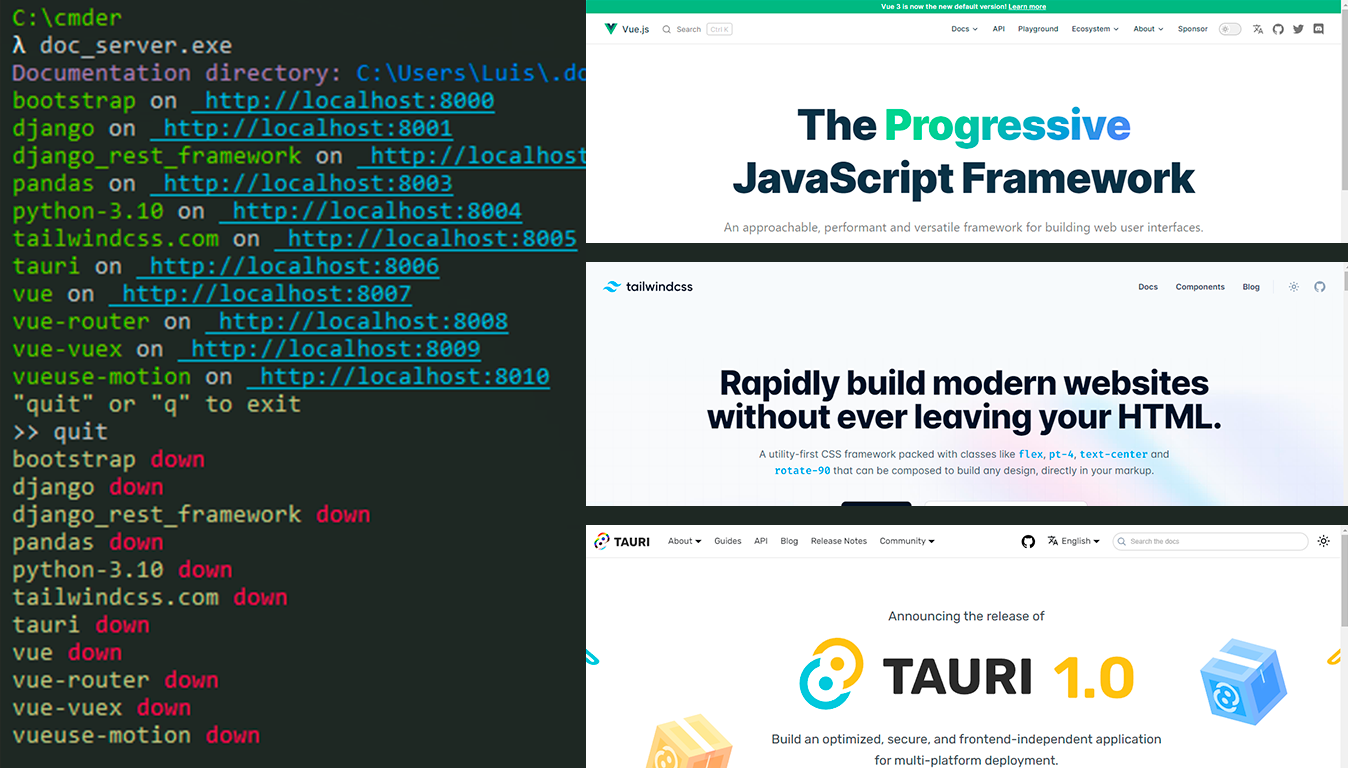 C:\cmder
λ doc_server.exe
Documentation directory: C:\Users\Luis\.do
bootstrap on http://localhost:8000
django on http://localhost:8001
django_rest_framework on http://localhost
pandas on http://localhost:8003
python-3.10 on http://localhost:8004
tailwindcss.com on http://localhost:8005
tauri on http://localhost:8006
vue on http://localhost:8007
vue-router on http://localhost:8008
vue-vuex on http://localhost:8009
vueuse-motion on http://localhost:8010
"quit" or "q" to exit
>> quit
bootstrap down
django down
django_rest_framework down
pandas down
python-3.10 down
tailwindcss.com down
tauri down
vue down
vue-router down
vue-vuex down
vueuse-motion down
Vue 3 is now the new default version! Learn more
Vue.js Search Ctrl K Docs API Playground Ecosystem About Sponsor
The Progressive
JavaScript Framework
An approachable, performant and versatile framework for building web user interfaces.
tailwindcss Docs Components Blog
Rapidly build modern websites
without ever leaving your HTML.
A utility-first CSS framework packed with classes like flex, pt-4, text-center and
rotate-90 that can be composed to build any design, directly in your markup.
TAURI About Guides API Blog Release Notes Community English Search the docs
Announcing the release of
TAURI 1.0
Build an optimized, secure, and frontend-independent application
for multi-platform deployment.